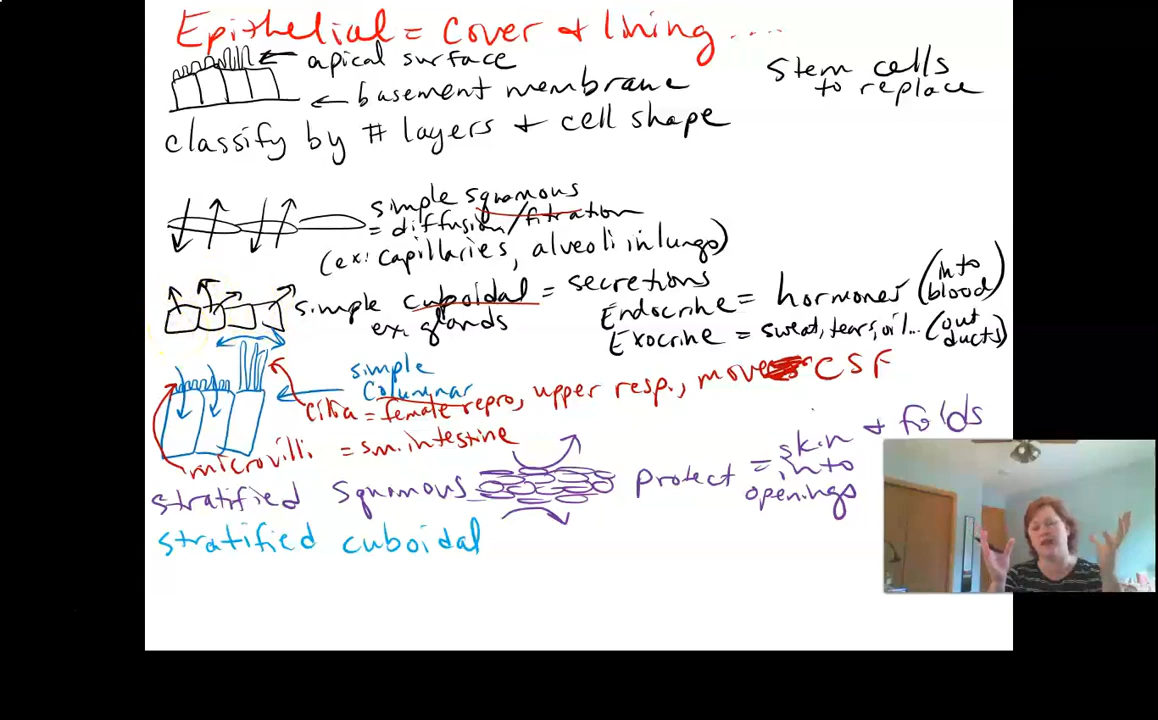 Epithelial = cover + lining ....
← apical surface
← basement membrane
stem cells
to replace
classify by # layers + cell shape
simple squamous
= diffusion/fitration
(ex: capillaries, alveoli in lungs)
simple cuboidal = secretions
ex. glands
Endocrine = hormones (into
blood)
Exocrine = sweat, tears, oil... (out
ducts)
simple
Columnar
cilia = female repro, upper resp., move CSF
microvilli = sm. intestine
stratified squamous
protect = skin + folds
into
openings
stratified cuboidal